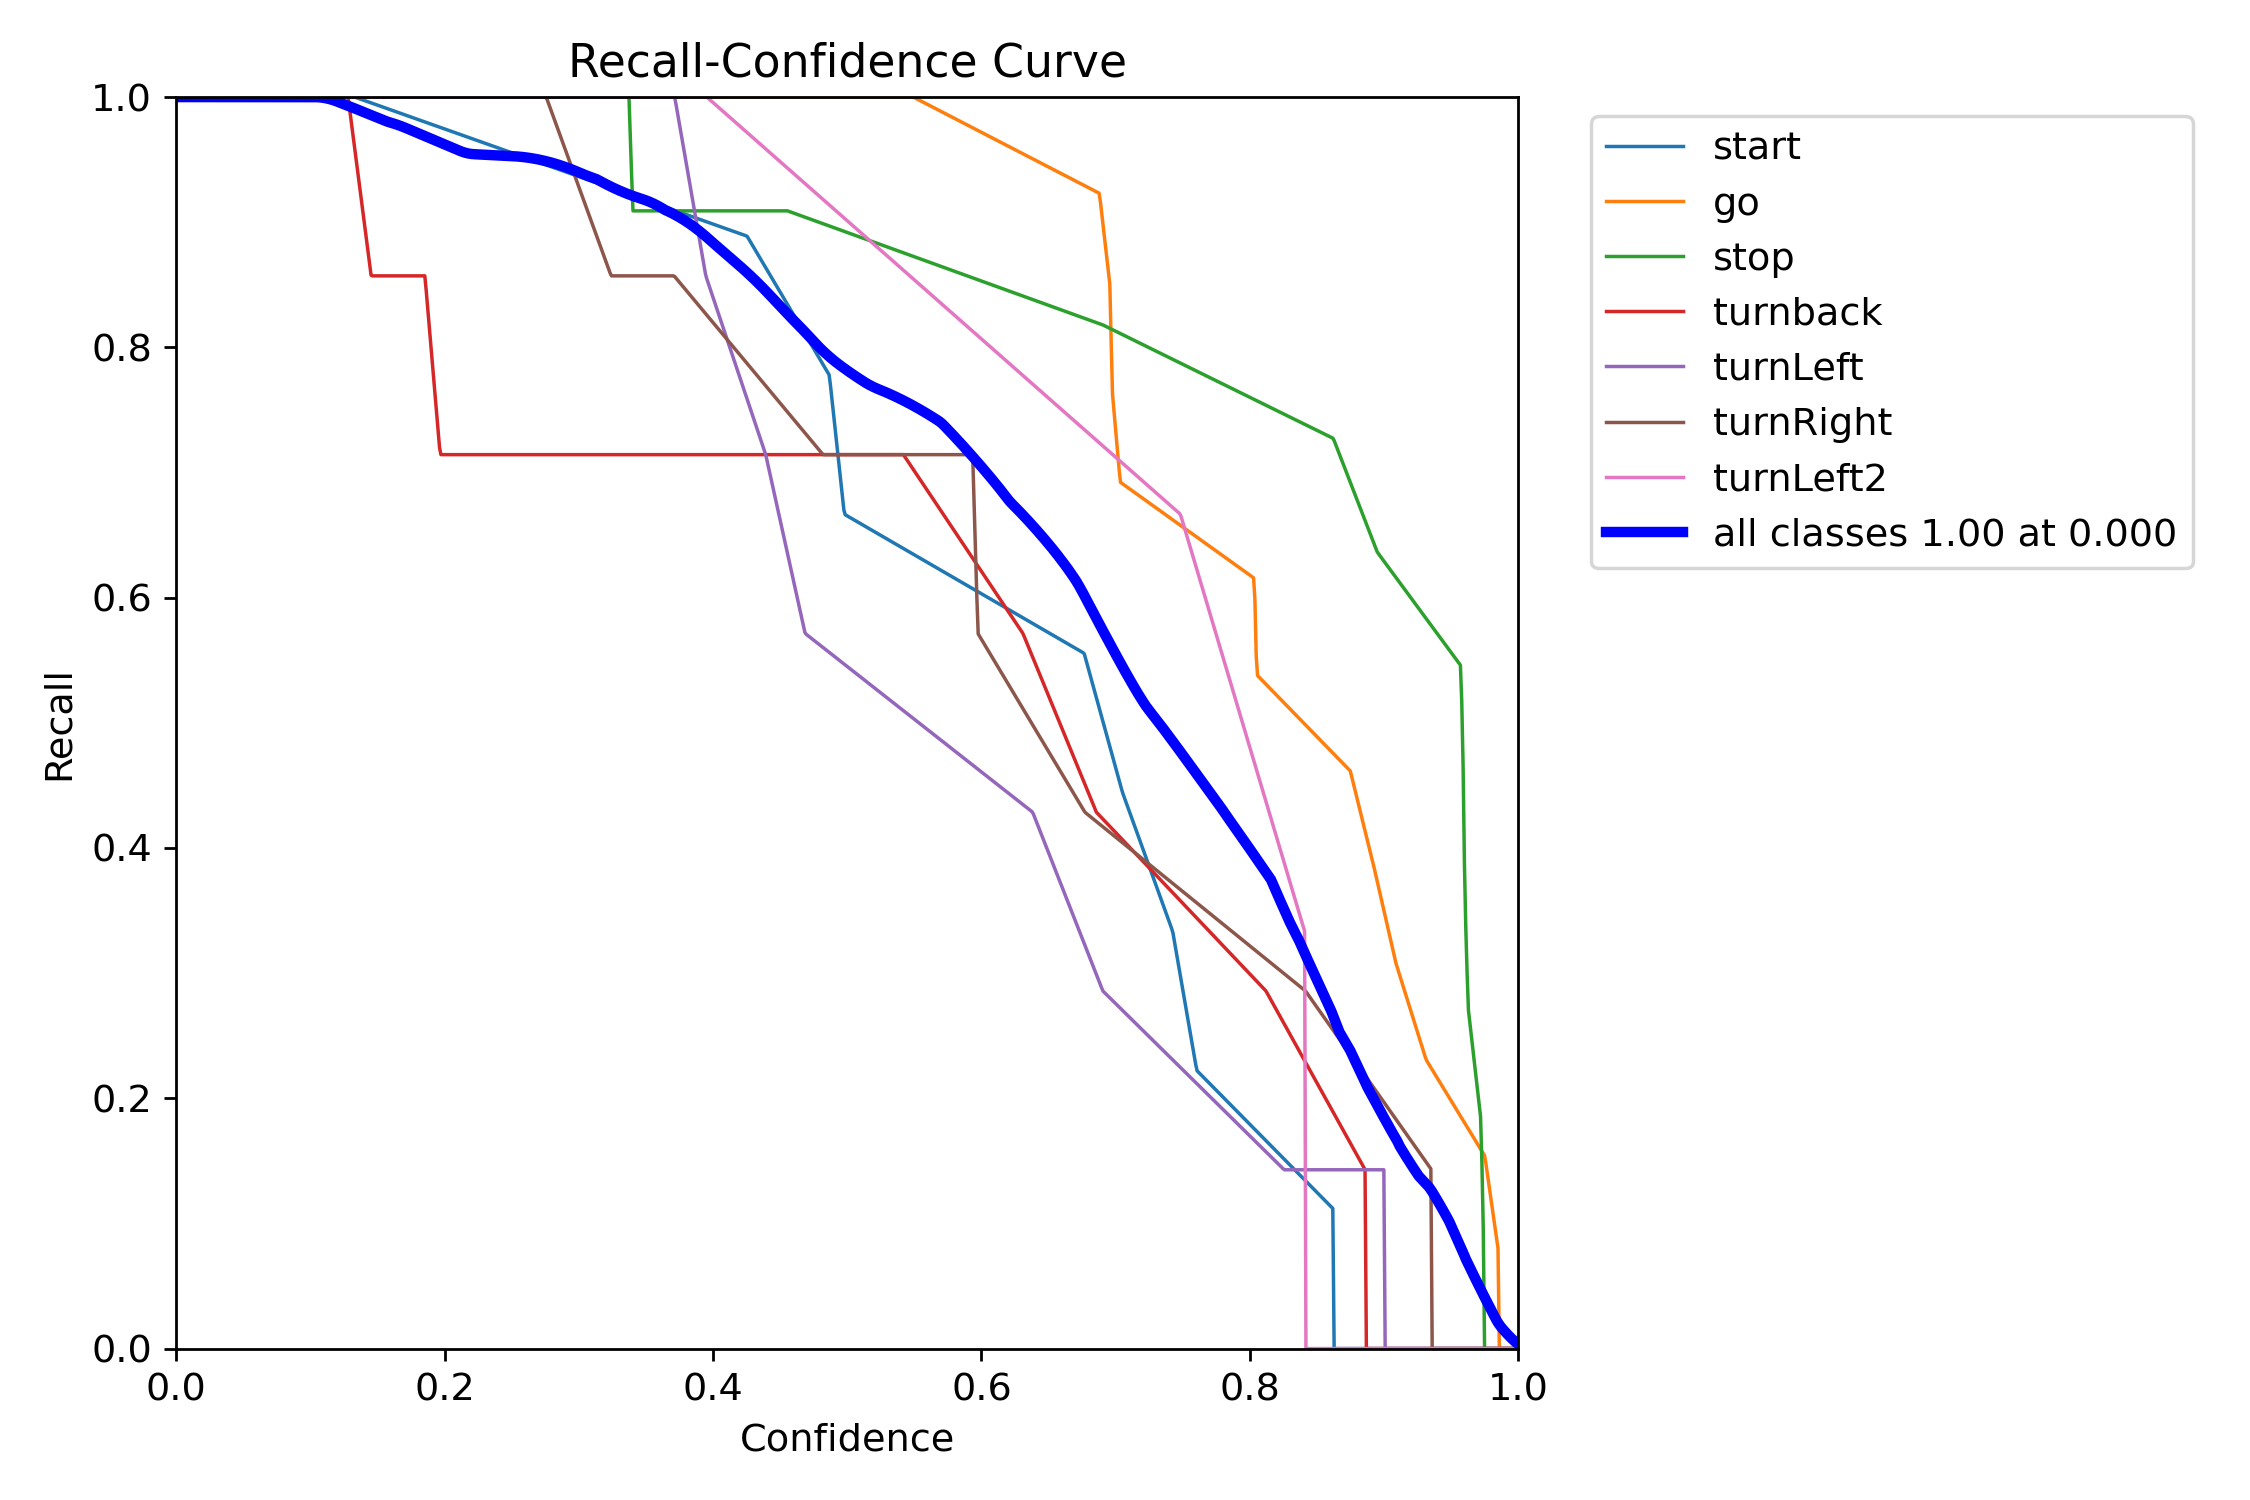 Recall-Confidence Curve
1.0
0.8
0.6
0.4
0.2
0.0
Recall
0.0 0.2 0.4 0.6 0.8 1.0
Confidence
start
go
stop
turnback
turnLeft
turnRight
turnLeft2
all classes 1.00 at 0.000